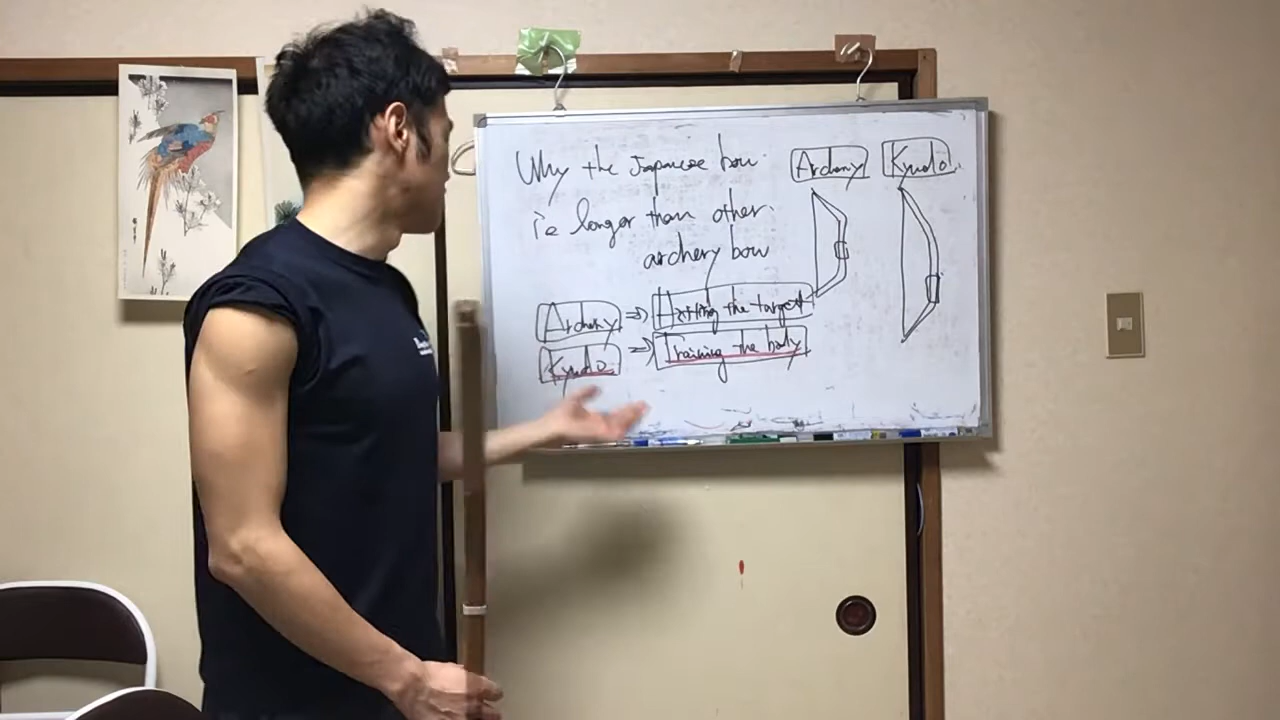 Why the Japanese bow
is longer than other
archery bow
Archery Kyudo
Archery ⇒ Hitting the target
Kyudo ⇒ Training the body